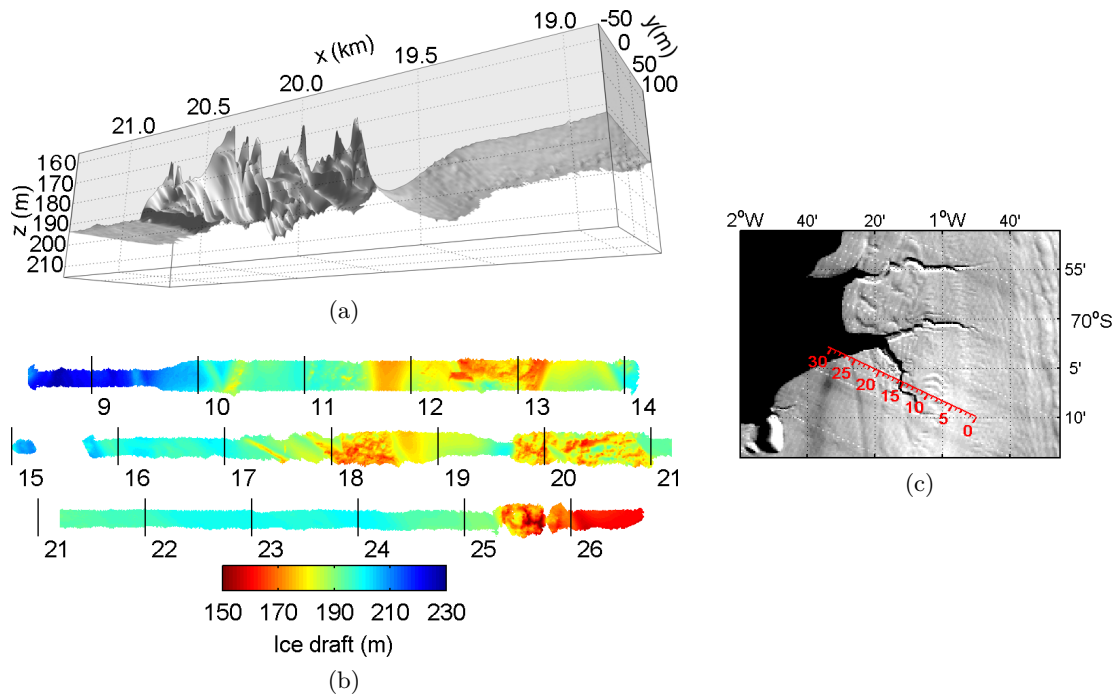 x (km)
19.0
19.5
20.0
20.5
21.0
-50
0
50
100
y(m)
160
170
180
190
200
210
z (m)
(a)
9 10 11 12 13 14
15 16 17 18 19 20 21
21 22 23 24 25 26
150 170 190 210 230
Ice draft (m)
(b)
2°W 40' 20' 1°W 40'
55'
70°S
5'
10'
30
25
20
15
10
5
0
(c)